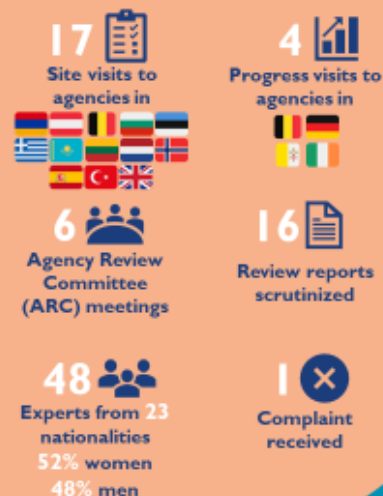 17
Site visits to
agencies in
4
Progress visits to
agencies in
6
Agency Review
Committee
(ARC) meetings
16
Review reports
scrutinized
48
Experts from 23
nationalities
52% women
48% men
1
Complaint
received